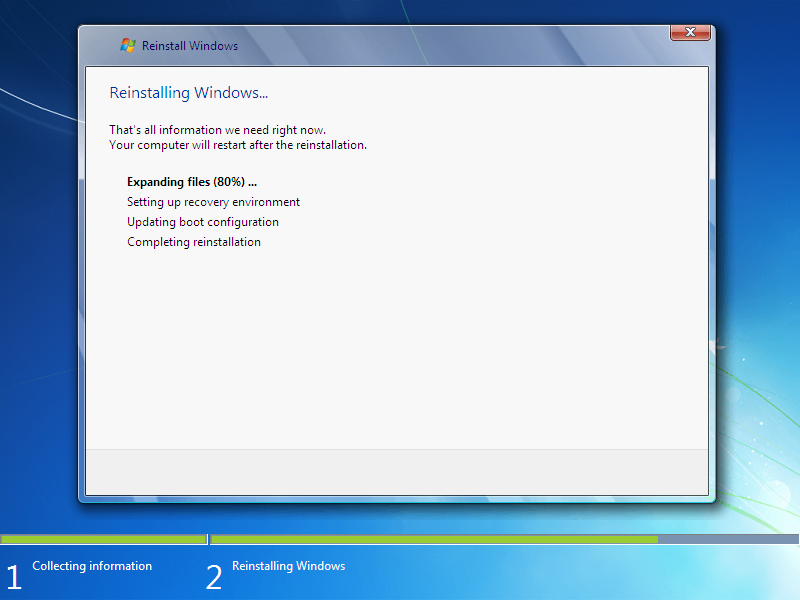 Reinstall Windows
Reinstalling Windows...
That's all information we need right now.
Your computer will restart after the reinstallation.
Expanding files (80%) ...
Setting up recovery environment
Updating boot configuration
Completing reinstallation
1 Collecting information
2 Reinstalling Windows